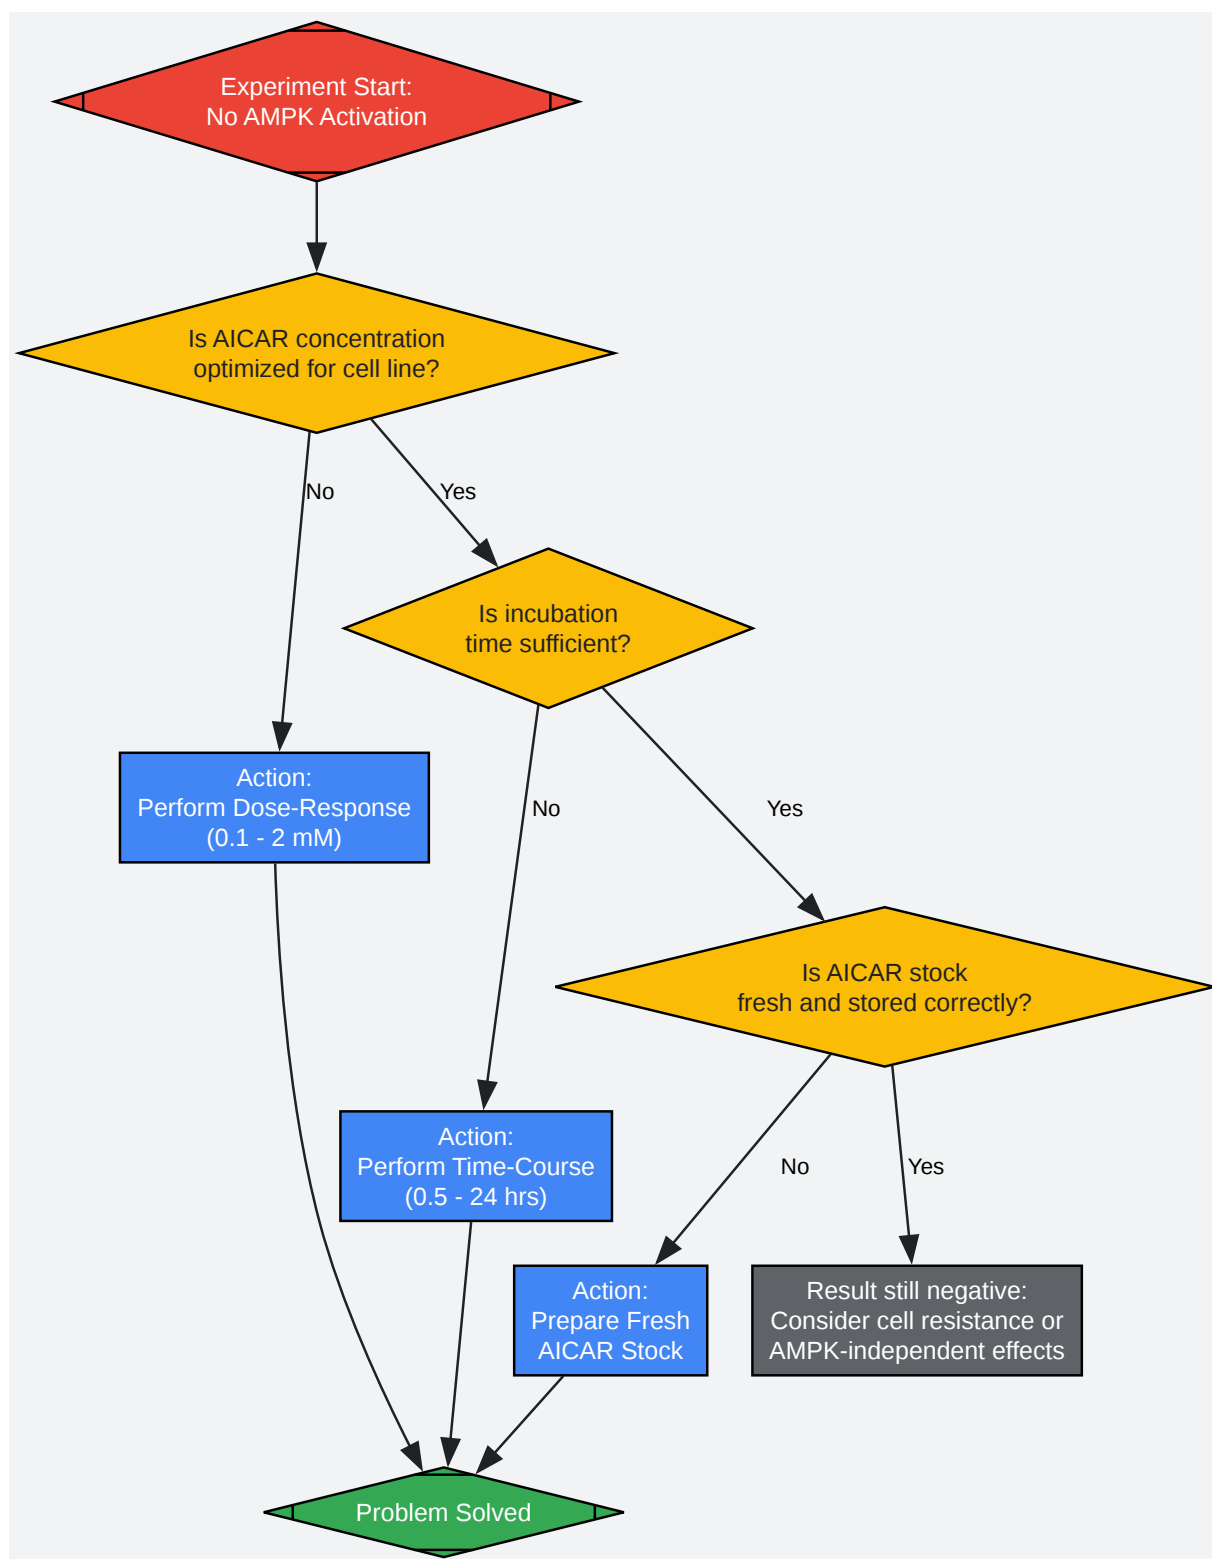 Experiment Start:
No AMPK Activation
Is AICAR concentration
optimized for cell line?
No
Yes
Is incubation
time sufficient?
Action:
Perform Dose-Response
(0.1 - 2 mM)
No
Yes
Is AICAR stock
fresh and stored correctly?
Action:
Perform Time-Course
(0.5 - 24 hrs)
No
Yes
Action:
Prepare Fresh
AICAR Stock
Result still negative:
Consider cell resistance or
AMPK-independent effects
Problem Solved